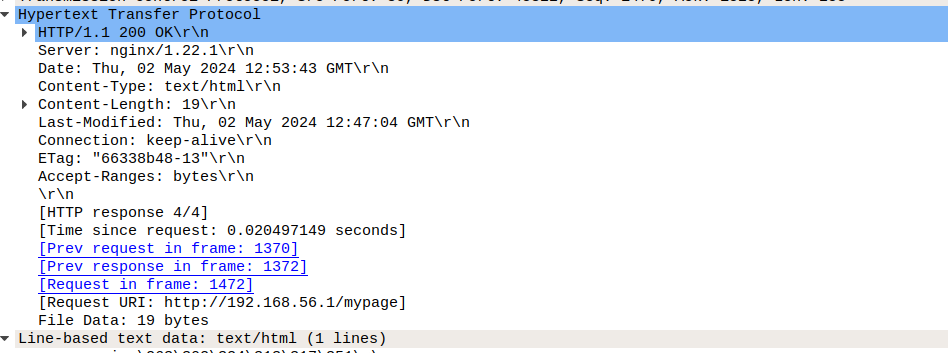 Hypertext Transfer Protocol
HTTP/1.1 200 OK\r\n
Server: nginx/1.22.1\r\n
Date: Thu, 02 May 2024 12:53:43 GMT\r\n
Content-Type: text/html\r\n
Content-Length: 19\r\n
Last-Modified: Thu, 02 May 2024 12:47:04 GMT\r\n
Connection: keep-alive\r\n
ETag: "66338b48-13"\r\n
Accept-Ranges: bytes\r\n
\r\n
[HTTP response 4/4]
[Time since request: 0.020497149 seconds]
[Prev request in frame: 1370]
[Prev response in frame: 1372]
[Request in frame: 1472]
[Request URI: http://192.168.56.1/mypage]
File Data: 19 bytes
Line-based text data: text/html (1 lines)